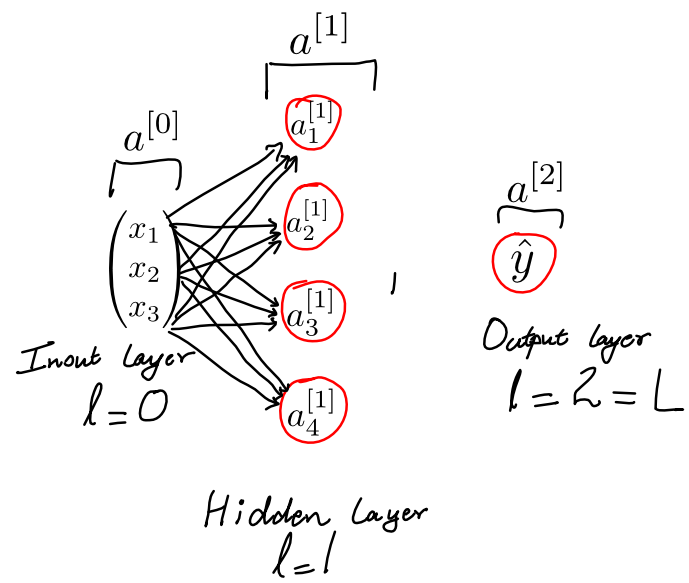 a^{[1]}
a^{[0]}
a^{[2]}
a_1^{[1]}
a_2^{[1]}
a_3^{[1]}
a_4^{[1]}
x_1
x_2
x_3
ŷ
Inout layer
l = 0
Output layer
l = 2 = L
Hidden Layer
l = 1